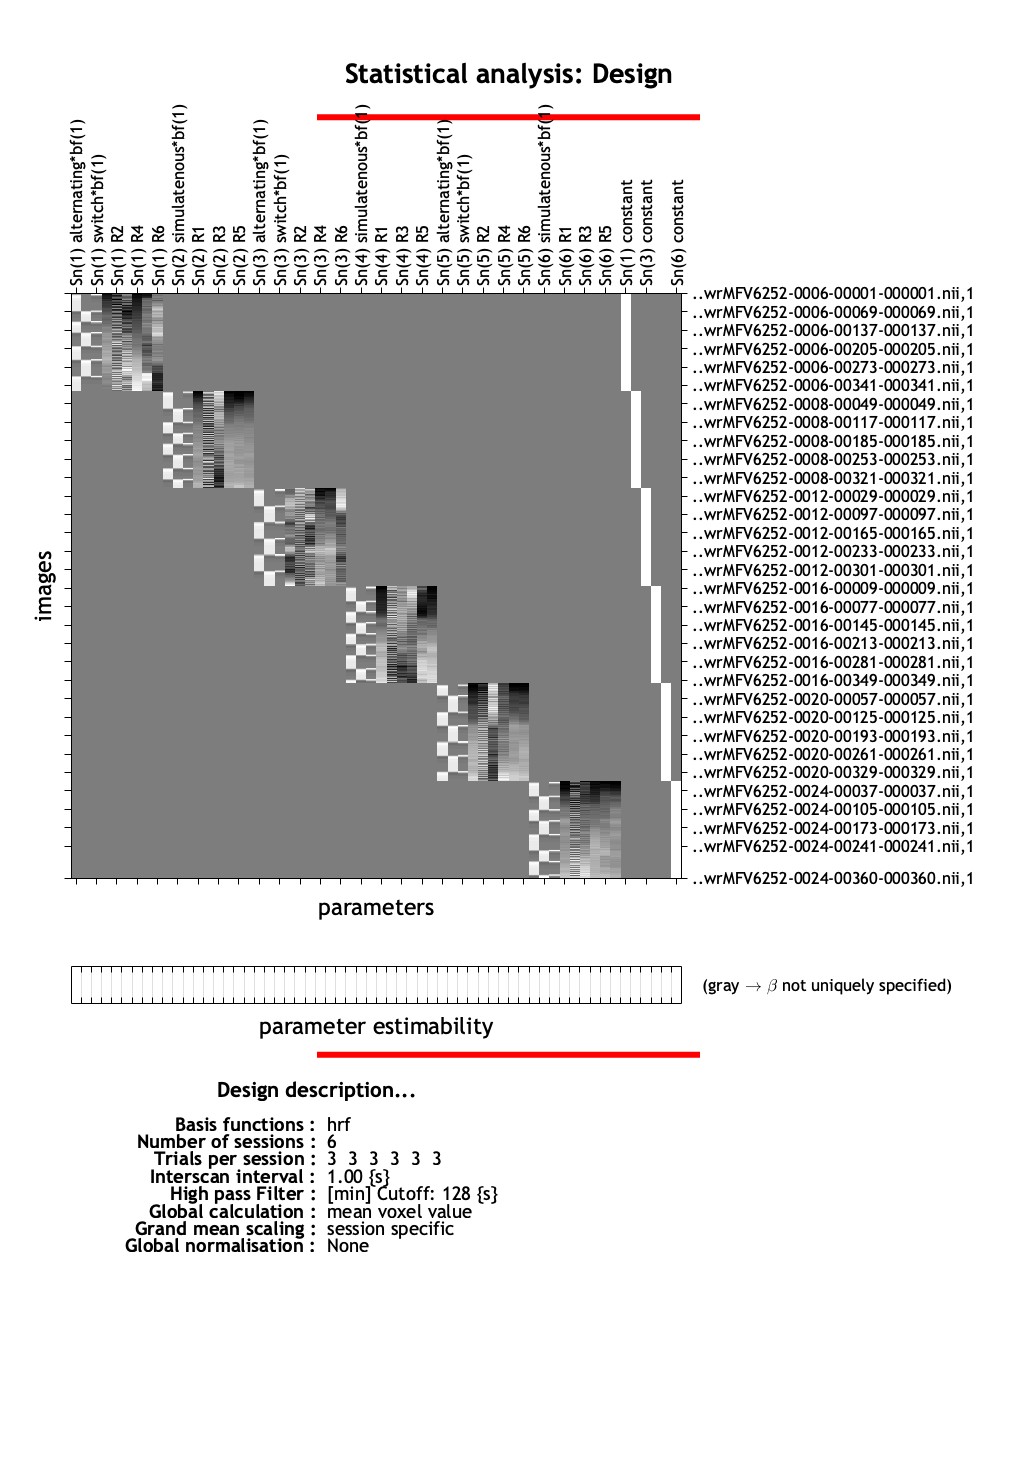 Statistical analysis: Design
Sn(1) alternating*bf(1)
Sn(1) switch*bf(1)
Sn(1) R2
Sn(1) R4
Sn(1) R6
Sn(2) simulatenous*bf(1)
Sn(2) R1
Sn(2) R3
Sn(2) R5
Sn(3) alternating*bf(1)
Sn(3) switch*bf(1)
Sn(3) R2
Sn(3) R4
Sn(3) R6
Sn(4) simulatenous*bf(1)
Sn(4) R1
Sn(4) R3
Sn(4) R5
Sn(5) alternating*bf(1)
Sn(5) switch*bf(1)
Sn(5) R2
Sn(5) R4
Sn(5) R6
Sn(6) simulatenous*bf(1)
Sn(6) R1
Sn(6) R3
Sn(6) R5
Sn(1) constant
Sn(3) constant
Sn(6) constant
..wrMFV6252-0006-00001-000001.nii,1
..wrMFV6252-0006-00069-000069.nii,1
..wrMFV6252-0006-00137-000137.nii,1
..wrMFV6252-0006-00205-000205.nii,1
..wrMFV6252-0006-00273-000273.nii,1
..wrMFV6252-0006-00341-000341.nii,1
..wrMFV6252-0008-00049-000049.nii,1
..wrMFV6252-0008-00117-000117.nii,1
..wrMFV6252-0008-00185-000185.nii,1
..wrMFV6252-0008-00253-000253.nii,1
..wrMFV6252-0008-00321-000321.nii,1
..wrMFV6252-0012-00029-000029.nii,1
..wrMFV6252-0012-00097-000097.nii,1
..wrMFV6252-0012-00165-000165.nii,1
..wrMFV6252-0012-00233-000233.nii,1
..wrMFV6252-0012-00301-000301.nii,1
..wrMFV6252-0016-00009-000009.nii,1
..wrMFV6252-0016-00077-000077.nii,1
..wrMFV6252-0016-00145-000145.nii,1
..wrMFV6252-0016-00213-000213.nii,1
..wrMFV6252-0016-00281-000281.nii,1
..wrMFV6252-0016-00349-000349.nii,1
..wrMFV6252-0020-00057-000057.nii,1
..wrMFV6252-0020-00125-000125.nii,1
..wrMFV6252-0020-00193-000193.nii,1
..wrMFV6252-0020-00261-000261.nii,1
..wrMFV6252-0020-00329-000329.nii,1
..wrMFV6252-0024-00037-000037.nii,1
..wrMFV6252-0024-00105-000105.nii,1
..wrMFV6252-0024-00173-000173.nii,1
..wrMFV6252-0024-00241-000241.nii,1
..wrMFV6252-0024-00360-000360.nii,1
images
parameters
(gray → β not uniquely specified)
parameter estimability
Design description...
Basis functions : hrf
Number of sessions : 6
Trials per session : 3 3 3 3 3 3
Interscan interval : 1.00 {s}
High pass Filter : [min] Cutoff: 128 {s}
Global calculation : mean voxel value
Grand mean scaling : session specific
Global normalisation : None